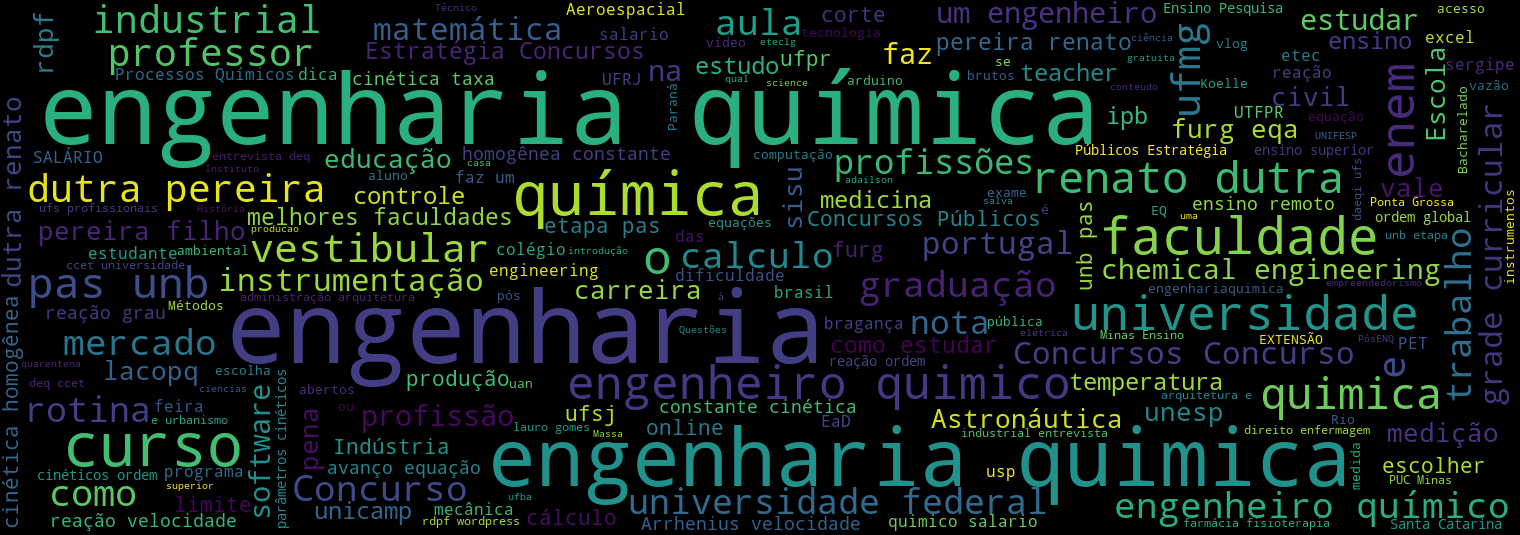 industrial
rdpf
professor
Processos Químicos
dica
Técnico
matemática
Estratégia Concursos
cinética taxa
Aeroespacial
salario
UFRJ
na
aula
tecnologia
video
eteclg
estudo
ufpr
qual
science
corte
faz
arduino
um engenheiro
pereira renato
se
brutos
teacher
Ensino Pesquisa
ciência
gratuita
conteudo
ufmg
vlog
Koelle
estudar
ensino
etec
reação
civil
UTFPR
equação
UNIFESP
acesso
excel
sergipe
vazão
Escola
Bacharelado
enem
engenharia química
Paraná
ipb
furg eqa
Públicos Estratégia
ensino superior
SALÁRIO
entrevista deq
Instituto
educação
aluno
casa
homogênea constante
faz um
computação
adailson
profissões
renato dutra
daeqi ufs
vale
Ponta Grossa
ordem global
grade curricular
instrumentos
dutra pereira
ufs profissionais
História
producao
controle
melhores faculdades
química
etapa pas
sisu
medicina
equações
Concursos Públicos
exame
salva
é
EQ
uma
ensino remoto
unb pas
faculdade
unb etapa
dutra renato
pereira filho
estudante
ambiental
vestibular
colégio
introdução
o
das
calculo
furg
portugal
chemical engineering
trabalho
ccet universidade
pas unb
instrumentação
engineering
dificuldade
carreira
brasil
graduação
engenhariaquimica
empreendedorismo
universidade
reação grau
Métodos
administração arquitetura
pós
à
engenharia
Questões
bragança
nota
pública
elétrica
Minas Ensino
EXTENSÃO
PósENQ
PET
e
mercado
como estudar
Concursos Concurso
quarentena
deq ccet
lacopq
escolha
ciencias
abertos
produção
uan
engenheiro quimico
reação ordem
temperatura
arquitetura e
quimica
cinética homogênea
rotina
feira
e urbanismo
software
parâmetros cinéticos
pena
ou
profissão
lauro gomes
ufsj
Massa
constante cinética
online
EaD
Astronáutica
industrial entrevista
unesp
direito enfermagem
Rio
medição
curso
cinéticos ordem
programa
superior
Indústria
avanço equação
engenharia quimica
usp
medida
escolher
PUC Minas
como
limite
reação velocidade
Concurso
unicamp
mecânica
rdpf wordpress
ufba
cálculo
universidade federal
Arrhenius velocidade
quimico salario
engenheiro químico
farmácia fisioterapia
Santa Catarina